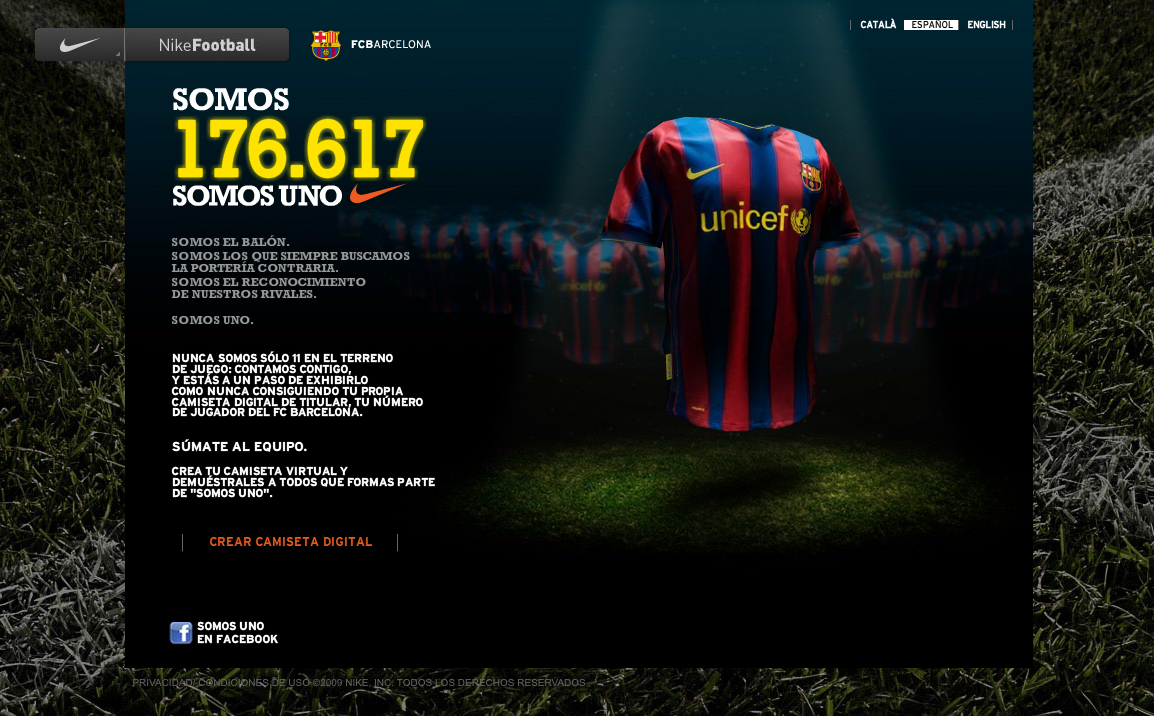 CATALÀ ESPAÑOL ENGLISH
NikeFootball
FCBARCELONA
SOMOS
176.617
SOMOS UNO
SOMOS EL BALÓN.
SOMOS LOS QUE SIEMPRE BUSCAMOS
LA PORTERÍA CONTRARIA.
SOMOS EL RECONOCIMIENTO
DE NUESTROS RIVALES.
SOMOS UNO.
unicef
NUNCA SOMOS SÓLO 11 EN EL TERRENO
DE JUEGO: CONTAMOS CONTIGO,
Y ESTÁS A UN PASO DE EXHIBIRLO
COMO NUNCA CONSIGUIENDO TU PROPIA
CAMISETA DIGITAL DE TITULAR, TU NÚMERO
DE JUGADOR DEL FC BARCELONA.
SÚMATE AL EQUIPO.
CREA TU CAMISETA VIRTUAL Y
DEMUÉSTRALES A TODOS QUE FORMAS PARTE
DE "SOMOS UNO".
CREAR CAMISETA DIGITAL
SOMOS UNO
EN FACEBOOK
PRIVACIDAD/ CONDICIONES DE USO ©2009 NIKE, INC. TODOS LOS DERECHOS RESERVADOS